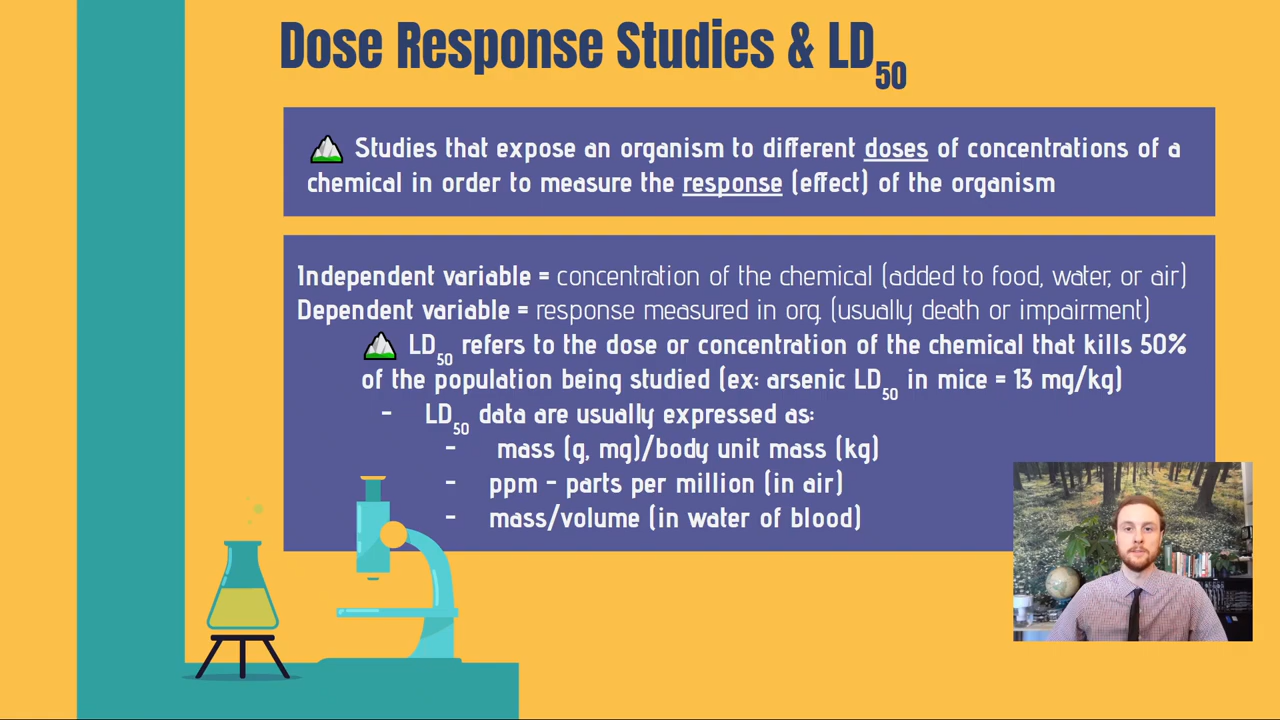 Dose Response Studies & LD50
Studies that expose an organism to different doses of concentrations of a
chemical in order to measure the response (effect) of the organism
Independent variable = concentration of the chemical (added to food, water, or air)
Dependent variable = response measured in org. (usually death or impairment)
LD50 refers to the dose or concentration of the chemical that kills 50%
of the population being studied (ex: arsenic LD50 in mice = 13 mg/kg)
- LD50 data are usually expressed as:
- mass (g, mg)/body unit mass (kg)
- ppm - parts per million (in air)
- mass/volume (in water of blood)